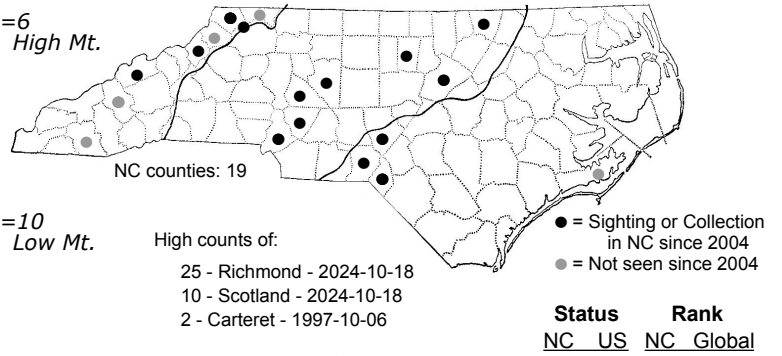 =6
High Mt.
NC counties: 19
=10
Low Mt.
High counts of:
25 - Richmond - 2024-10-18
10 - Scotland - 2024-10-18
2 - Carteret - 1997-10-06
= Sighting or Collection
in NC since 2004
= Not seen since 2004
Status Rank
NC US NC Global